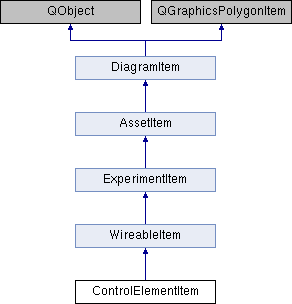 QObject
QGraphicsPolygonItem
DiagramItem
AssetItem
ExperimentItem
WireableItem
ControlElementItem